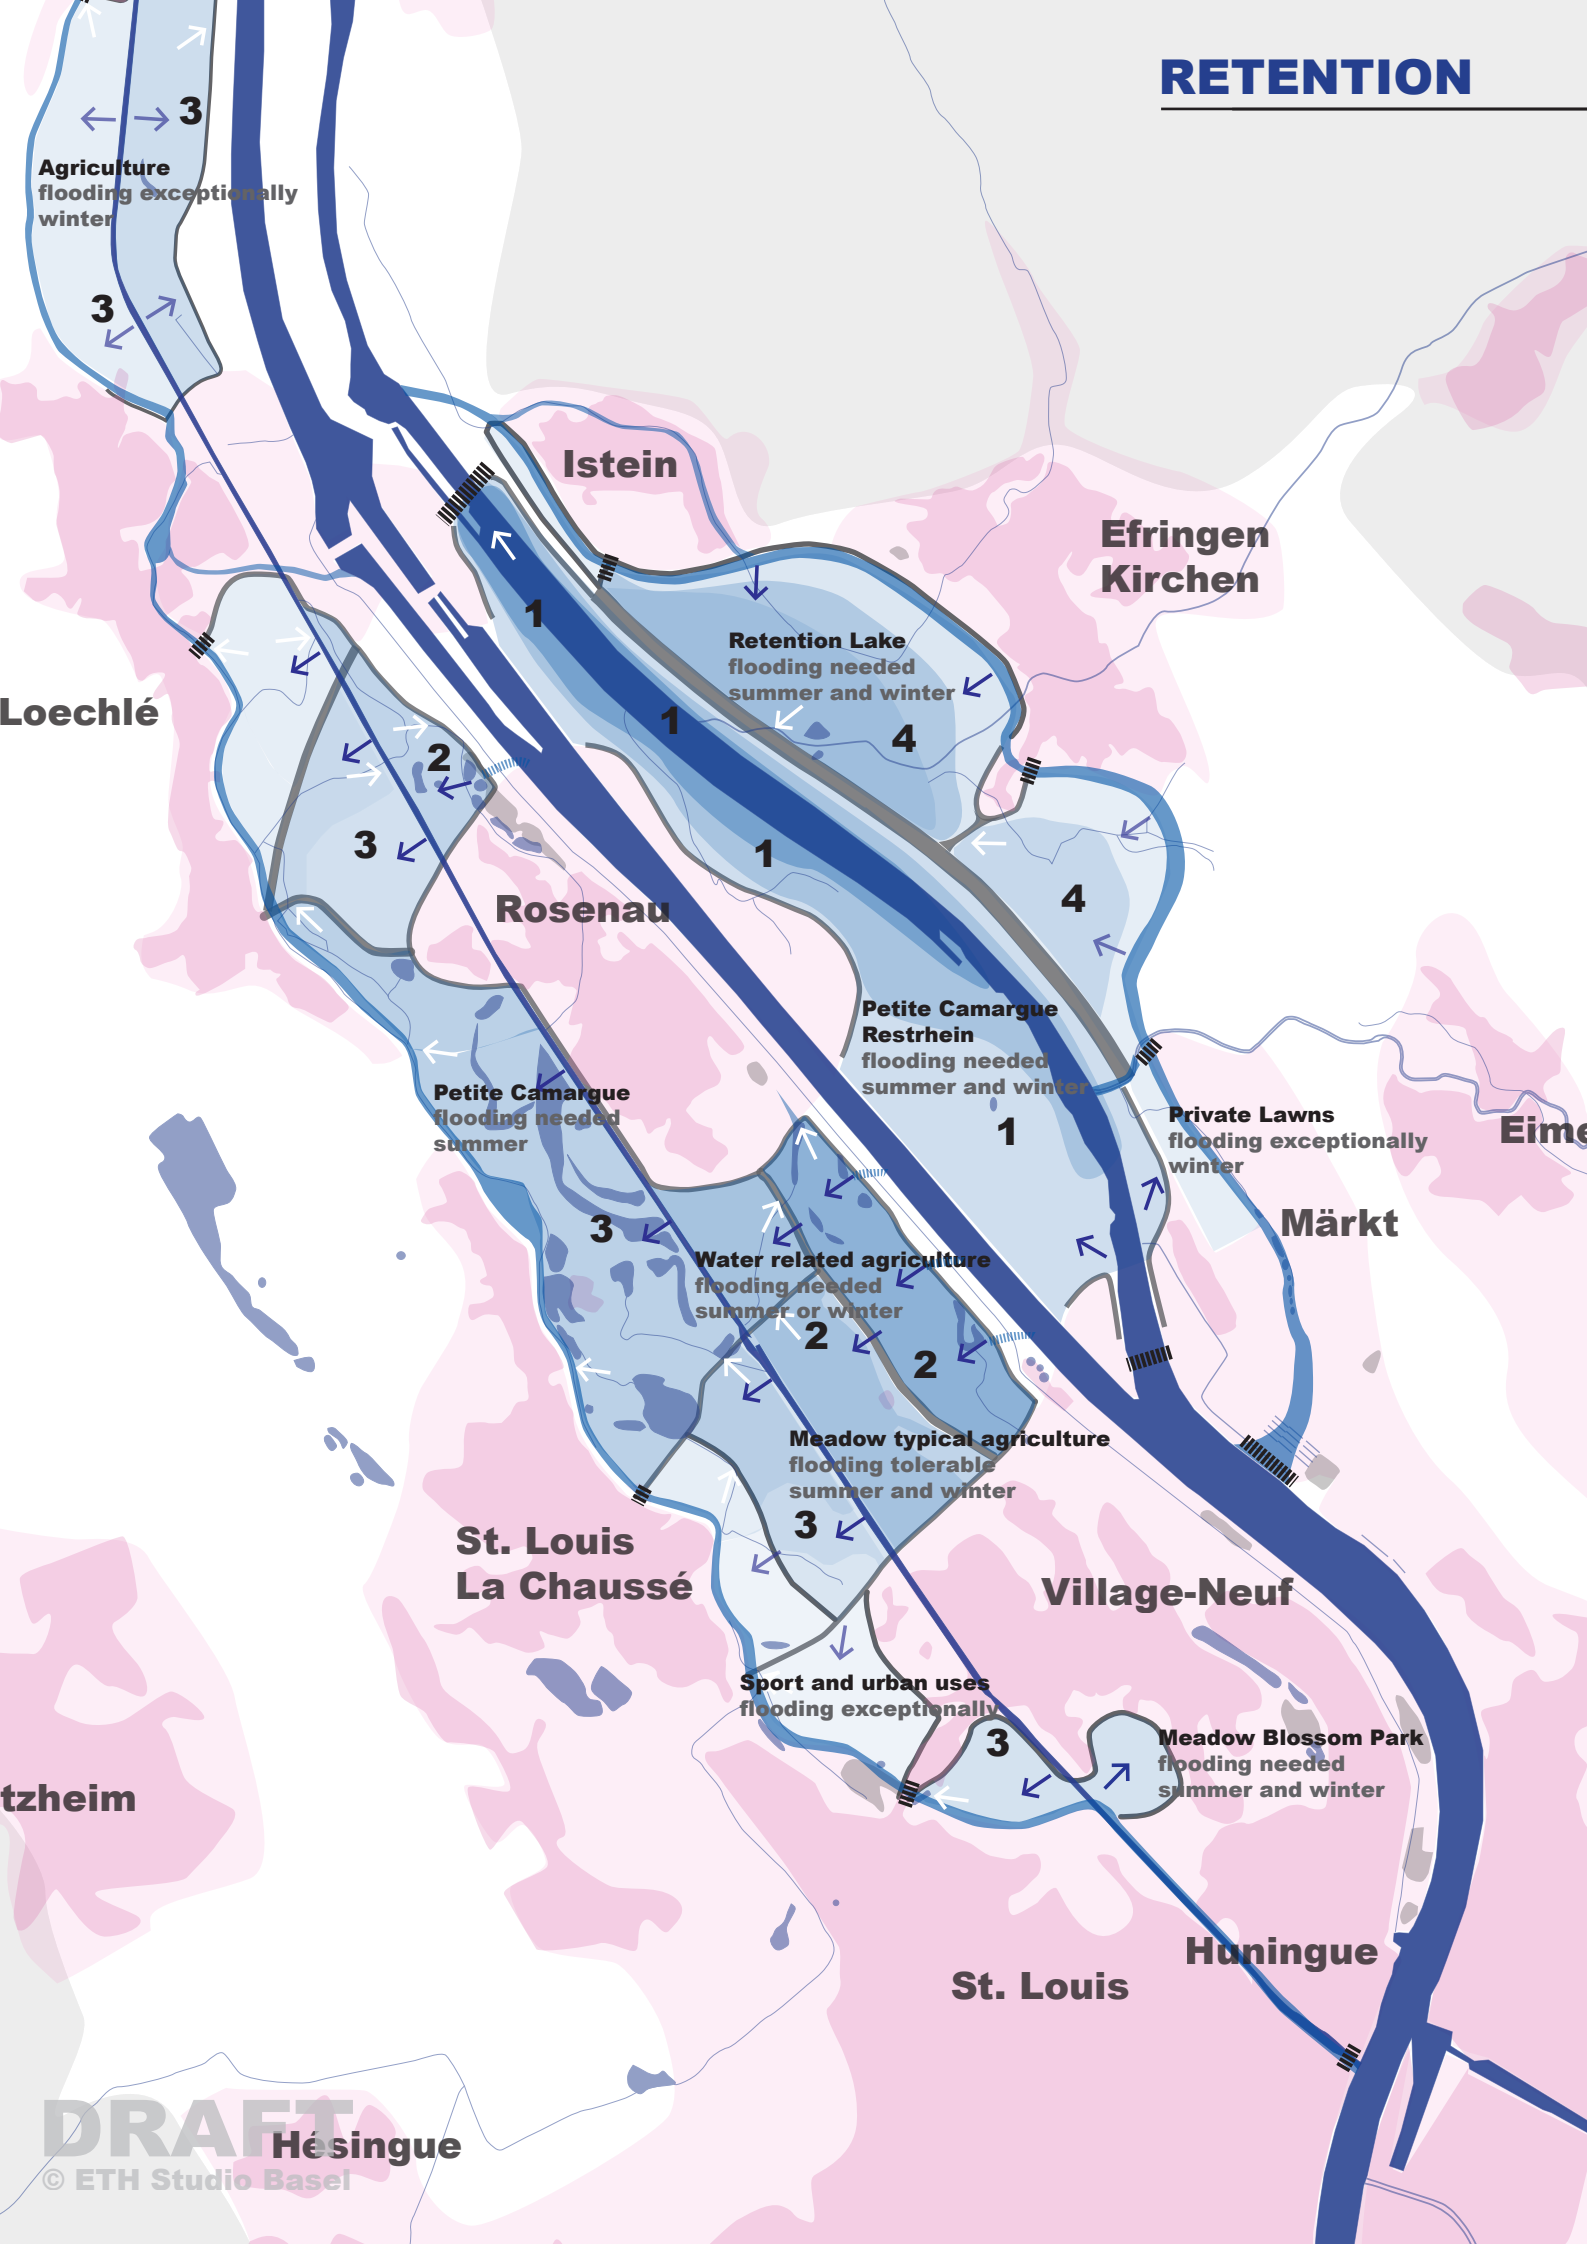 RETENTION
3
Agriculture
flooding exceptionally
winter
3
Istein
Efringen
Kirchen
1
Retention Lake
flooding needed
summer and winter
Loechlé
1
4
2
3
1
4
Rosenau
Petite Camargue
Restrhein
flooding needed
summer and winter
Petite Camargue
flooding needed
summer
Private Lawns
flooding exceptionally
winter
1
Eime
Märkt
3
Water related agriculture
flooding needed
summer or winter
2
2
Meadow typical agriculture
flooding tolerable
summer and winter
3
St. Louis
La Chaussé
Village-Neuf
Sport and urban uses
flooding exceptionally
3
Meadow Blossom Park
flooding needed
summer and winter
tzheim
Huningue
St. Louis
DRAFT
Hésingue
© ETH Studio Basel